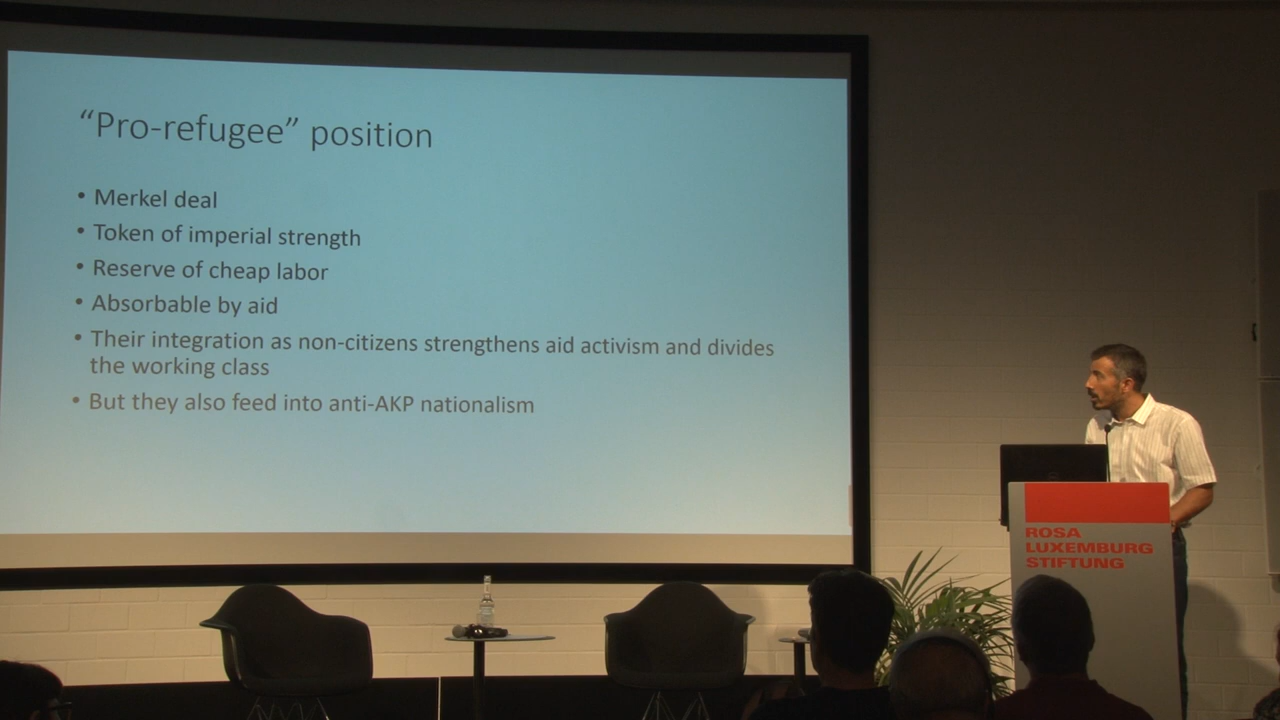 “Pro-refugee” position
• Merkel deal
• Token of imperial strength
• Reserve of cheap labor
• Absorbable by aid
• Their integration as non-citizens strengthens aid activism and divides
the working class
• But they also feed into anti-AKP nationalism
ROSA
LUXEMBURG
STIFTUNG